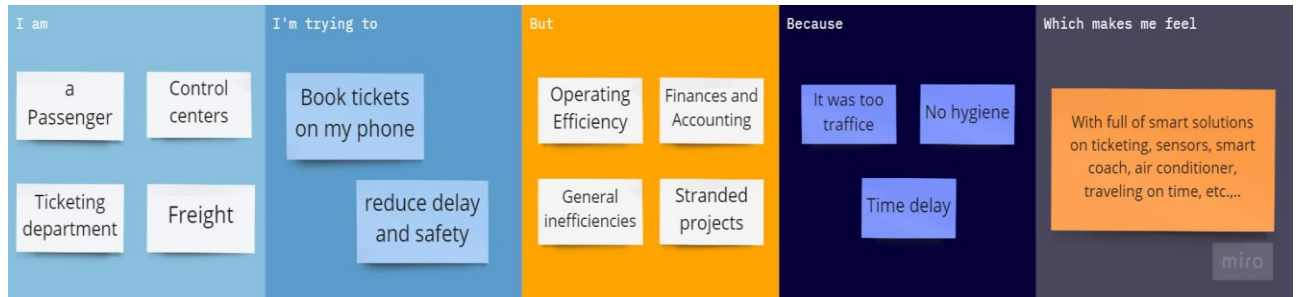 I am
a
Passenger
Control
centers
Ticketing
department
Freight
I'm trying to
Book tickets
on my phone
reduce delay
and safety
But
Operating
Efficiency
Finances and
Accounting
General
inefficiencies
Stranded
projects
Because
It was too
traffice
No hygiene
Time delay
Which makes me feel
With full of smart solutions
on ticketing, sensors, smart
coach, air conditioner,
traveling on time, etc.,..
miro